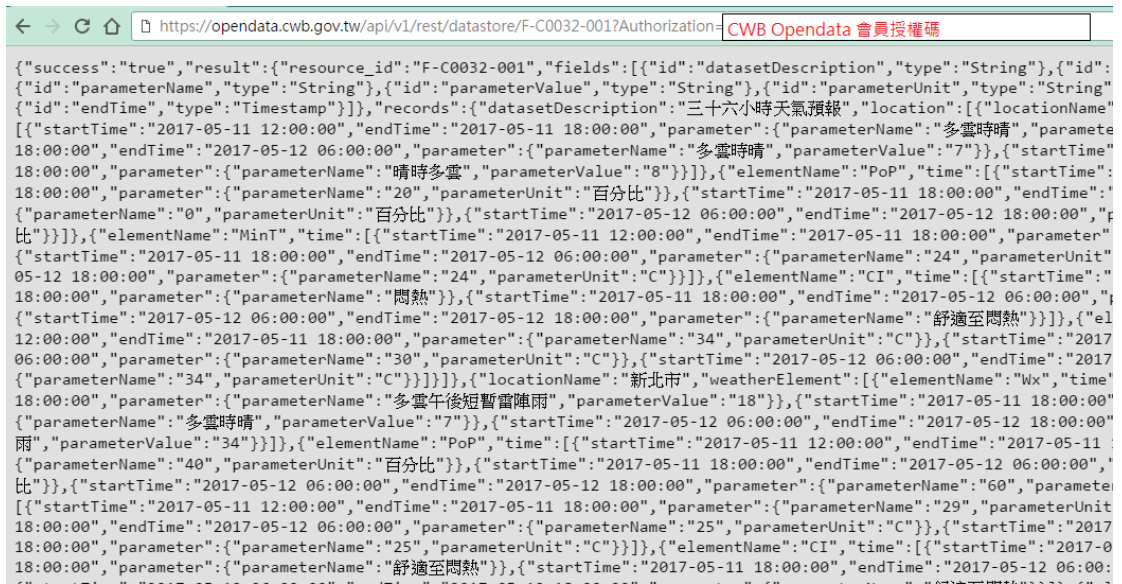 https://opendata.cwb.gov.tw/api/v1/rest/datastore/F-C0032-001?Authorization= CWB Opendata 會員授權碼
{"success":"true","result":{"resource_id":"F-C0032-001","fields":[{"id":"datasetDescription","type":"String"},{"id":
{"id":"parameterName","type":"String"},{"id":"parameterValue","type":"String"},{"id":"parameterUnit","type":"String"
{"id":"endTime","type":"Timestamp"}]},"records":{"datasetDescription":"三十六小時天氣預報","location":[{"locationName"
[{"startTime":"2017-05-11 12:00:00","endTime":"2017-05-11 18:00:00","parameter":{"parameterName":"多雲時晴","paramete
18:00:00","endTime":"2017-05-12 06:00:00","parameter":{"parameterName":"多雲時晴","parameterValue":"7"}},{"startTime"
18:00:00","parameter":{"parameterName":"晴時多雲","parameterValue":"8"}}]},{"elementName":"PoP","time":[{"startTime":
18:00:00","parameter":{"parameterName":"20","parameterUnit":"百分比"}},{"startTime":"2017-05-11 18:00:00","endTime":"
{"parameterName":"0","parameterUnit":"百分比"}},{"startTime":"2017-05-12 06:00:00","endTime":"2017-05-12 18:00:00","p
比"}}]},{"elementName":"MinT","time":[{"startTime":"2017-05-11 12:00:00","endTime":"2017-05-11 18:00:00","parameter"
{"startTime":"2017-05-11 18:00:00","endTime":"2017-05-12 06:00:00","parameter":{"parameterName":"24","parameterUnit"
05-12 18:00:00","parameter":{"parameterName":"24","parameterUnit":"C"}}]},{"elementName":"CI","time":[{"startTime":"
18:00:00","parameter":{"parameterName":"悶熱"}},{"startTime":"2017-05-11 18:00:00","endTime":"2017-05-12 06:00:00","
{"startTime":"2017-05-12 06:00:00","endTime":"2017-05-12 18:00:00","parameter":{"parameterName":"舒適至悶熱"}}]},{"el
12:00:00","endTime":"2017-05-11 18:00:00","parameter":{"parameterName":"34","parameterUnit":"C"}},{"startTime":"2017
06:00:00","parameter":{"parameterName":"30","parameterUnit":"C"}},{"startTime":"2017-05-12 06:00:00","endTime":"2017
{"parameterName":"34","parameterUnit":"C"}}]}]},{"locationName":"新北市","weatherElement":[{"elementName":"Wx","time"
18:00:00","parameter":{"parameterName":"多雲午後短暫雷陣雨","parameterValue":"18"}},{"startTime":"2017-05-11 18:00:00"
{"parameterName":"多雲時晴","parameterValue":"7"}},{"startTime":"2017-05-12 06:00:00","endTime":"2017-05-12 18:00:00"
雨","parameterValue":"34"}}]},{"elementName":"PoP","time":[{"startTime":"2017-05-11 12:00:00","endTime":"2017-05-11
{"parameterName":"40","parameterUnit":"百分比"}},{"startTime":"2017-05-11 18:00:00","endTime":"2017-05-12 06:00:00","
比"}},{"startTime":"2017-05-12 06:00:00","endTime":"2017-05-12 18:00:00","parameter":{"parameterName":"60","paramete
[{"startTime":"2017-05-11 12:00:00","endTime":"2017-05-11 18:00:00","parameter":{"parameterName":"29","parameterUnit
18:00:00","endTime":"2017-05-12 06:00:00","parameter":{"parameterName":"25","parameterUnit":"C"}},{"startTime":"2017
18:00:00","parameter":{"parameterName":"25","parameterUnit":"C"}}]},{"elementName":"CI","time":[{"startTime":"2017-0
18:00:00","parameter":{"parameterName":"舒適至悶熱"}},{"startTime":"2017-05-11 18:00:00","endTime":"2017-05-12 06:00: